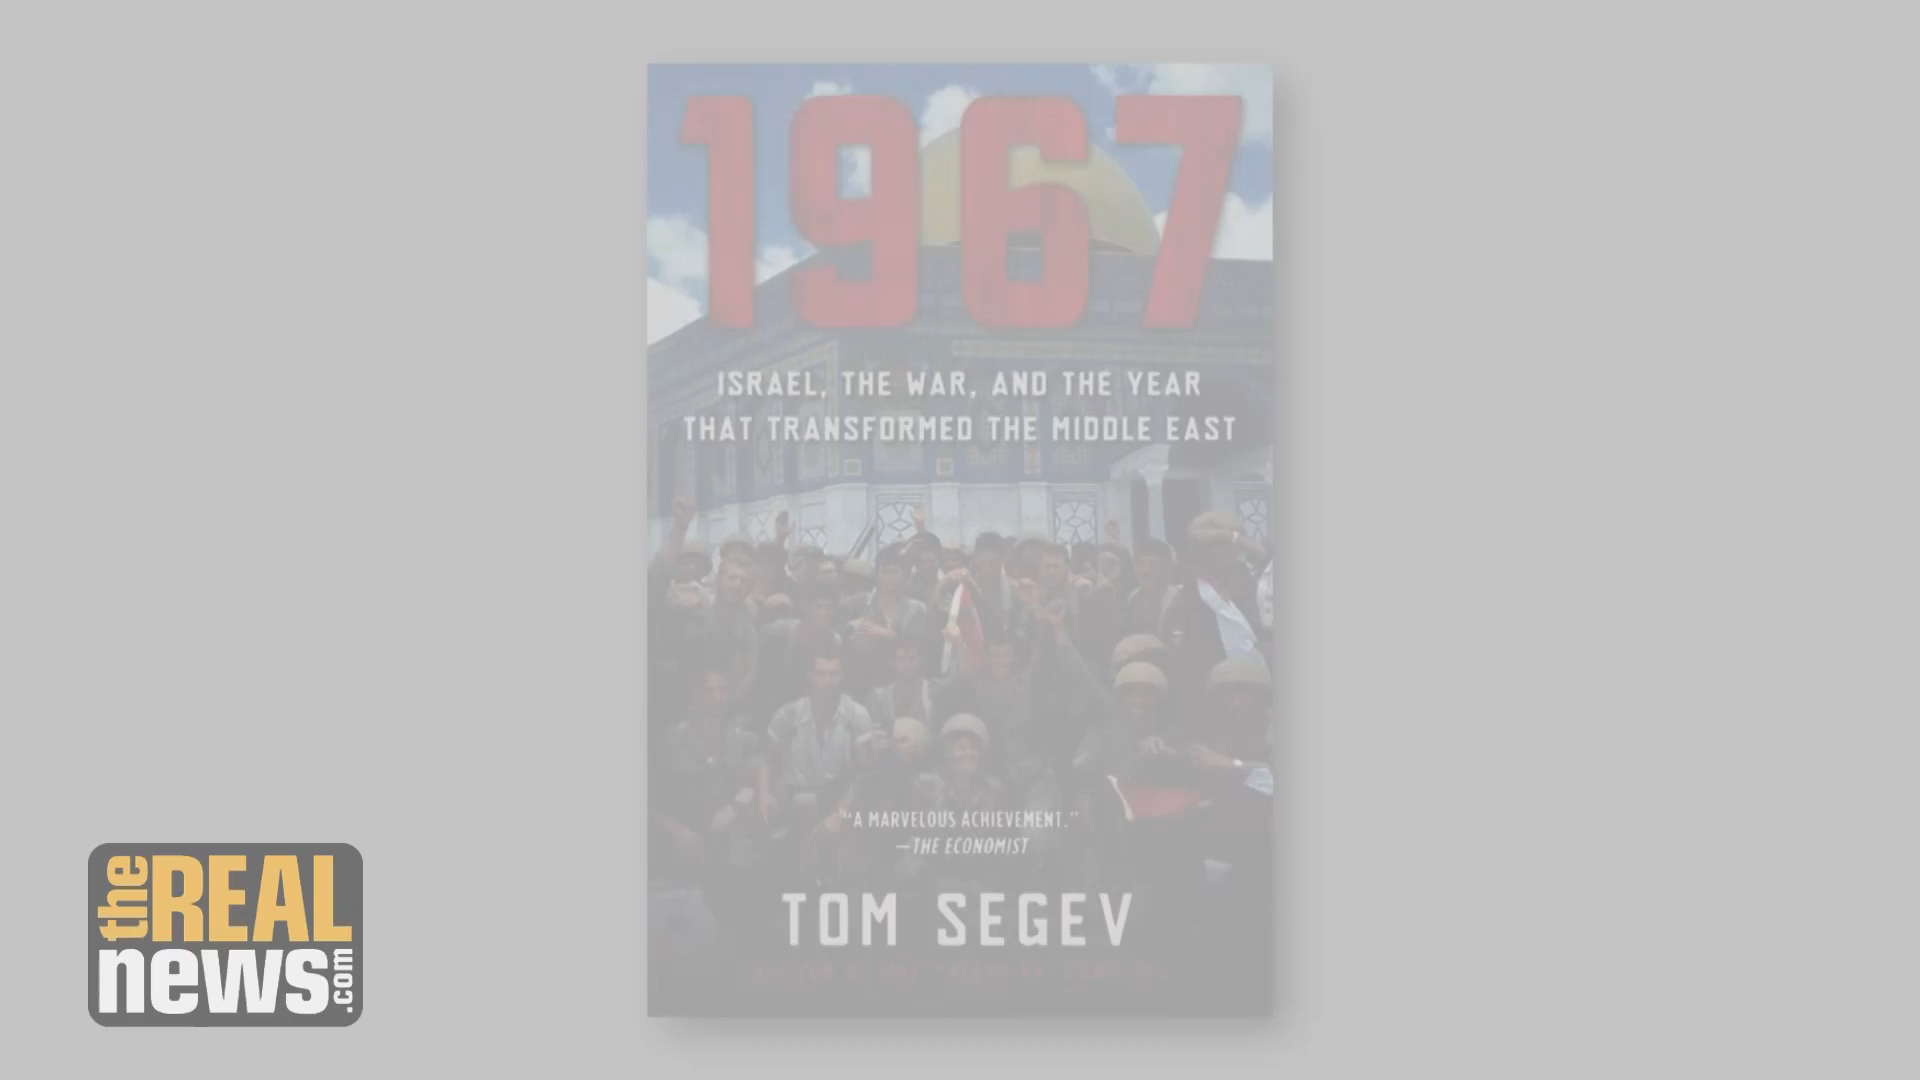 1967
ISRAEL, THE WAR, AND THE YEAR
THAT TRANSFORMED THE MIDDLE EAST
“A MARVELOUS ACHIEVEMENT.”
—THE ECONOMIST
TOM SEGEV
the REAL
news.com